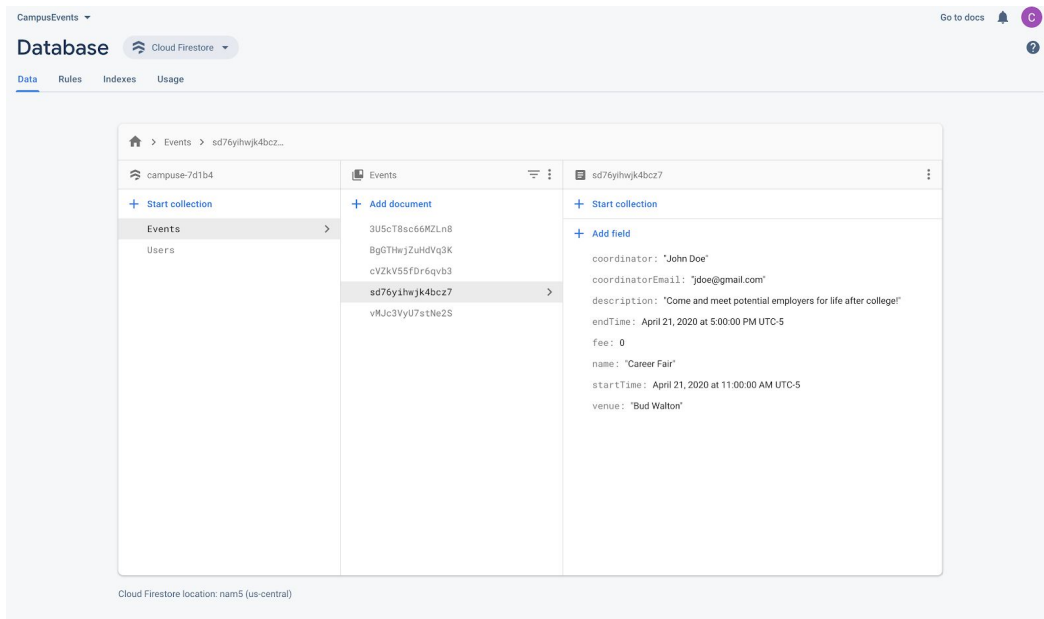 CampusEvents
Go to docs
C
Database
Cloud Firestore
?
Data Rules Indexes Usage
Events > sd76yihwjk4bcz…
campuse-7d1b4
Events
sd76yihwjk4bcz7
+ Start collection
+ Add document
+ Start collection
Events
Users
3U5cT8sc66MZLn8
BgGTHwjZuHdVq3K
cVZkV55fDr6qvb3
sd76yihwjk4bcz7
vMJc3VyU7stNe2S
+ Add field
coordinator: "John Doe"
coordinatorEmail: "jdoe@gmail.com"
description: "Come and meet potential employers for life after college!"
endTime: April 21, 2020 at 5:00:00 PM UTC-5
fee: 0
name: "Career Fair"
startTime: April 21, 2020 at 11:00:00 AM UTC-5
venue: "Bud Walton"
Cloud Firestore location: nam5 (us-central)